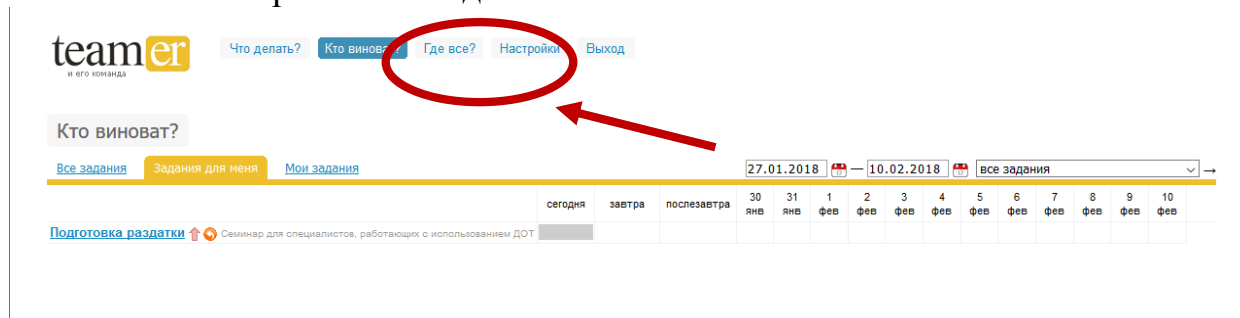 teamer
и его команда
Что делать? Кто виноват? Где все? Настройки Выход
Кто виноват?
Все задания Задания для меня Мои задания 27.01.2018 — 10.02.2018 все задания →
сегодня завтра послезавтра 30 янв 31 янв 1 фев 2 фев 3 фев 4 фев 5 фев 6 фев 7 фев 8 фев 9 фев 10 фев
Подготовка раздатки Семинар для специалистов, работающих с использованием ДОТ